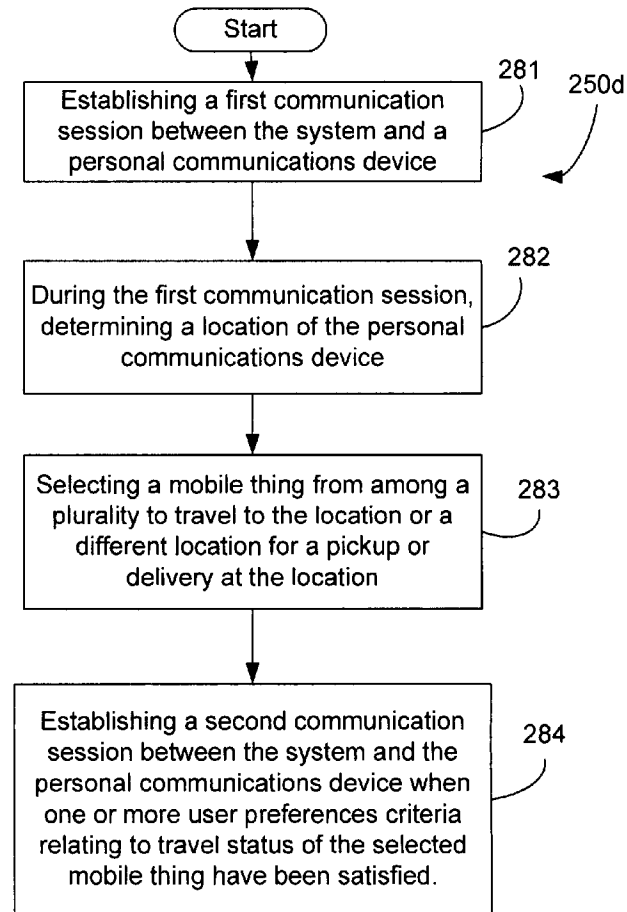 Start
281
250d
Establishing a first communication
session between the system and a
personal communications device
282
During the first communication session,
determining a location of the personal
communications device
283
Selecting a mobile thing from among a
plurality to travel to the location or a
different location for a pickup or
delivery at the location
284
Establishing a second communication
session between the system and the
personal communications device when
one or more user preferences criteria
relating to travel status of the selected
mobile thing have been satisfied.